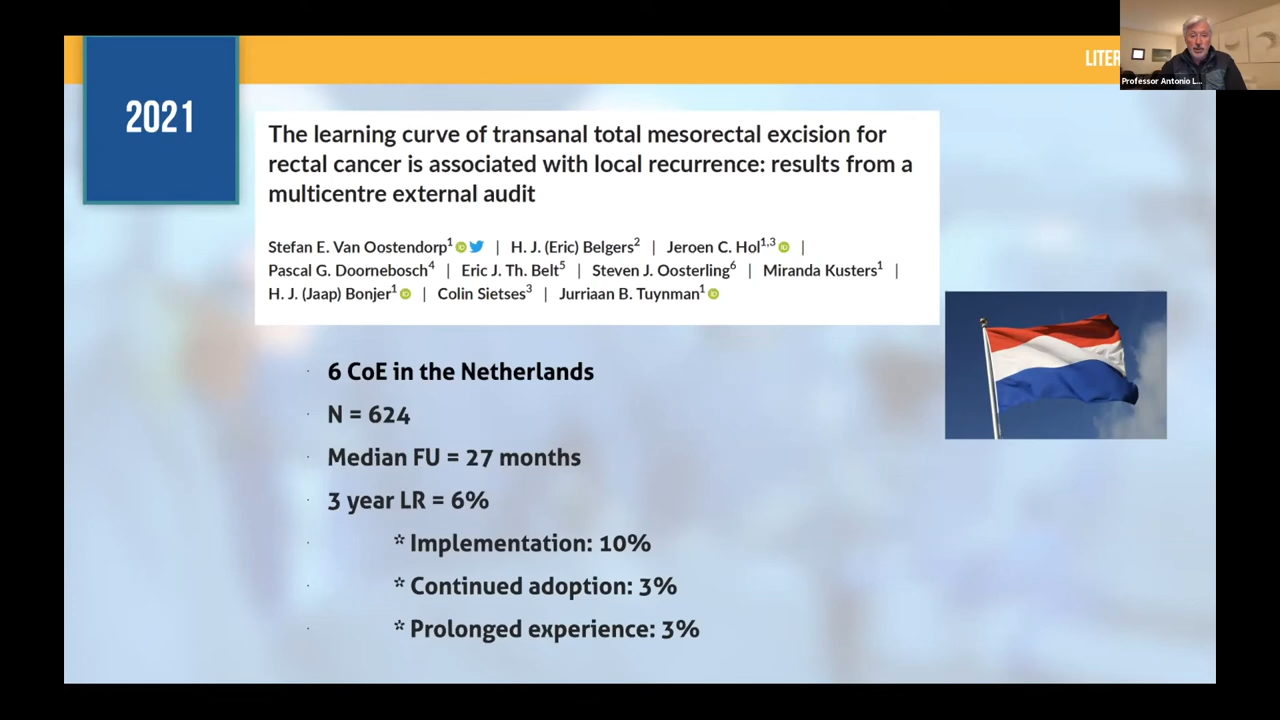 2021
LITER
Professor Antonio L...
The learning curve of transanal total mesorectal excision for
rectal cancer is associated with local recurrence: results from a
multicentre external audit
Stefan E. Van Oostendorp1 | H. J. (Eric) Belgers2 | Jeroen C. Hol1,3 |
Pascal G. Doornebosch4 | Eric J. Th. Belt5 | Steven J. Oosterling6 | Miranda Kusters1 |
H. J. (Jaap) Bonjer1 | Colin Sietses3 | Jurriaan B. Tuynman1
· 6 CoE in the Netherlands
· N = 624
· Median FU = 27 months
· 3 year LR = 6%
· * Implementation: 10%
· * Continued adoption: 3%
· * Prolonged experience: 3%